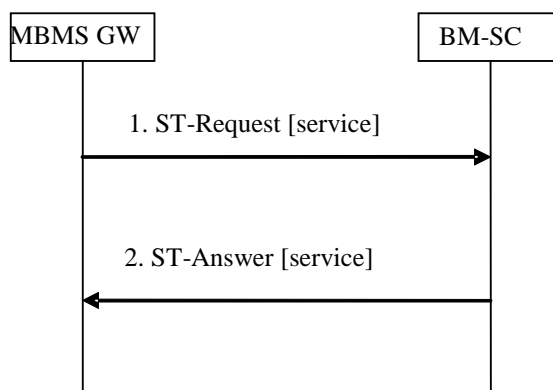 MBMS GW
BM-SC
1. ST-Request [service]
2. ST-Answer [service]